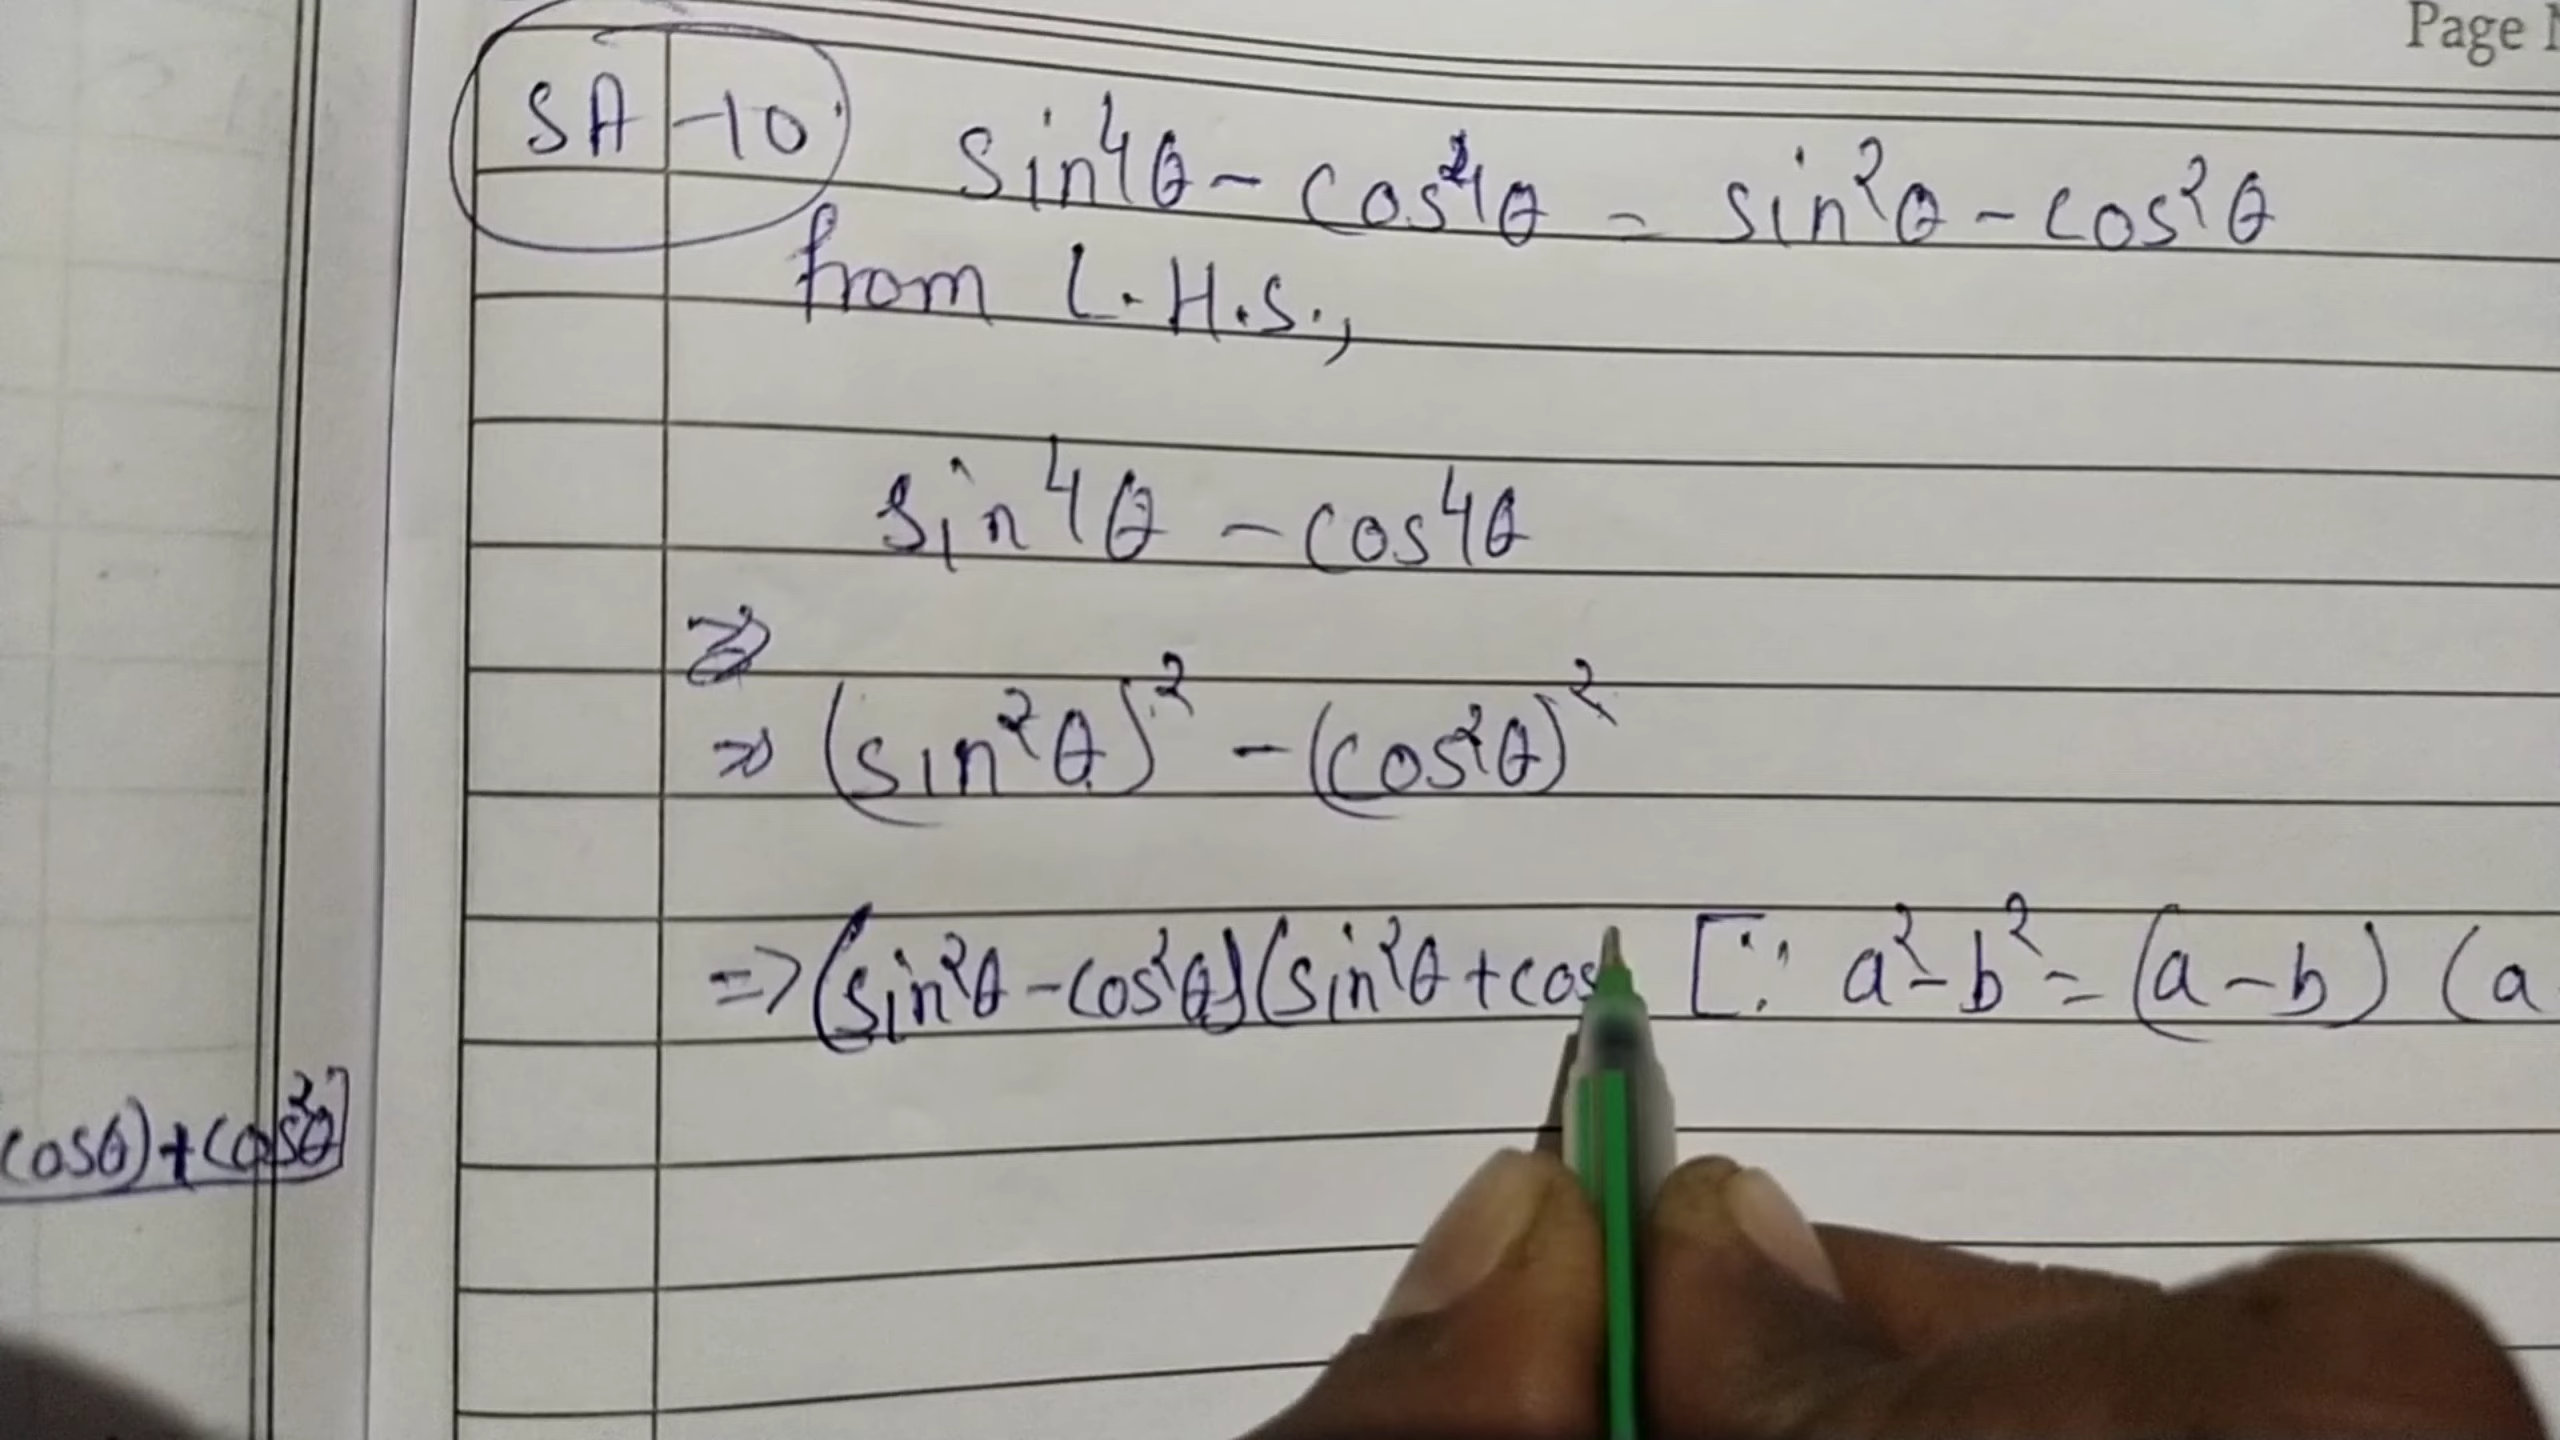 Page N
SA-10
sin⁴θ - cos⁴θ = sin²θ - cos²θ
from L.H.S.,
sin⁴θ - cos⁴θ
⇒ (sin²θ)² - (cos²θ)²
⇒ (sin²θ - cos²θ)(sin²θ + cos [∵ a² - b² = (a - b) (a
cosθ) + cos²θ]